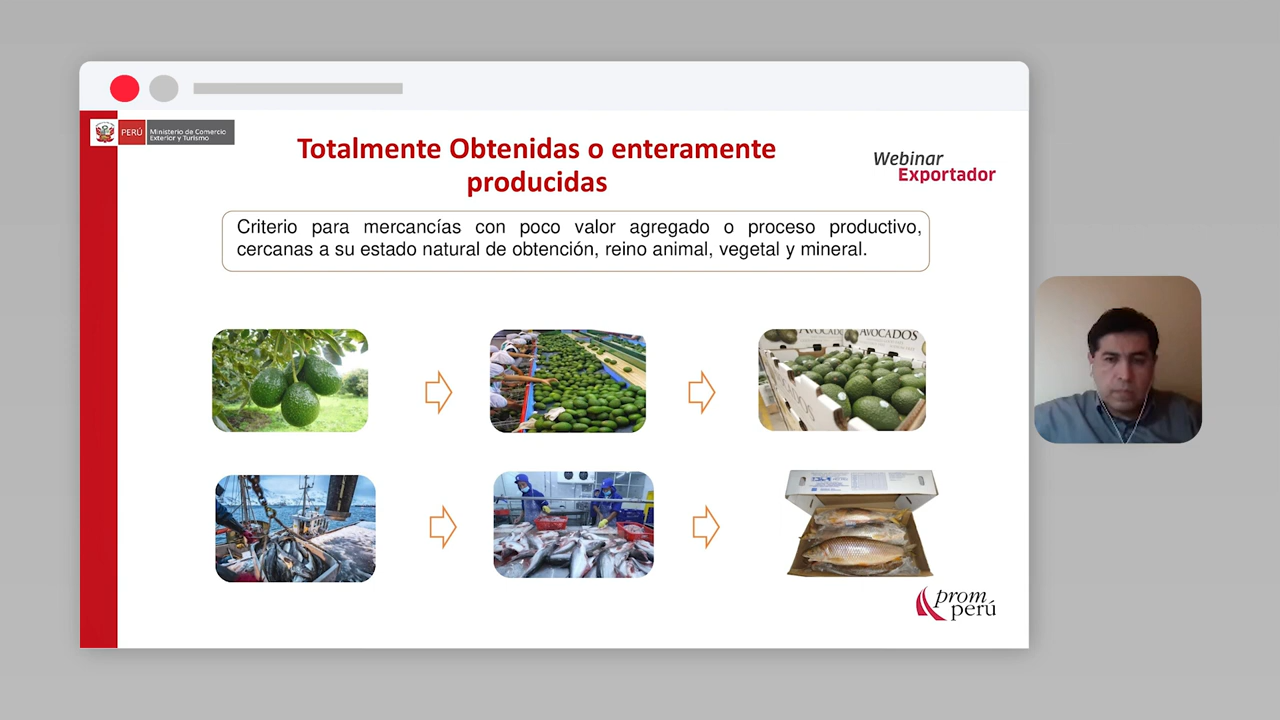 PERÚ
Ministerio de Comercio
Exterior y Turismo
Totalmente Obtenidas o enteramente
producidas
Webinar
Exportador
Criterio para mercancías con poco valor agregado o proceso productivo,
cercanas a su estado natural de obtención, reino animal, vegetal y mineral.
AVOCADOS
prom
perú